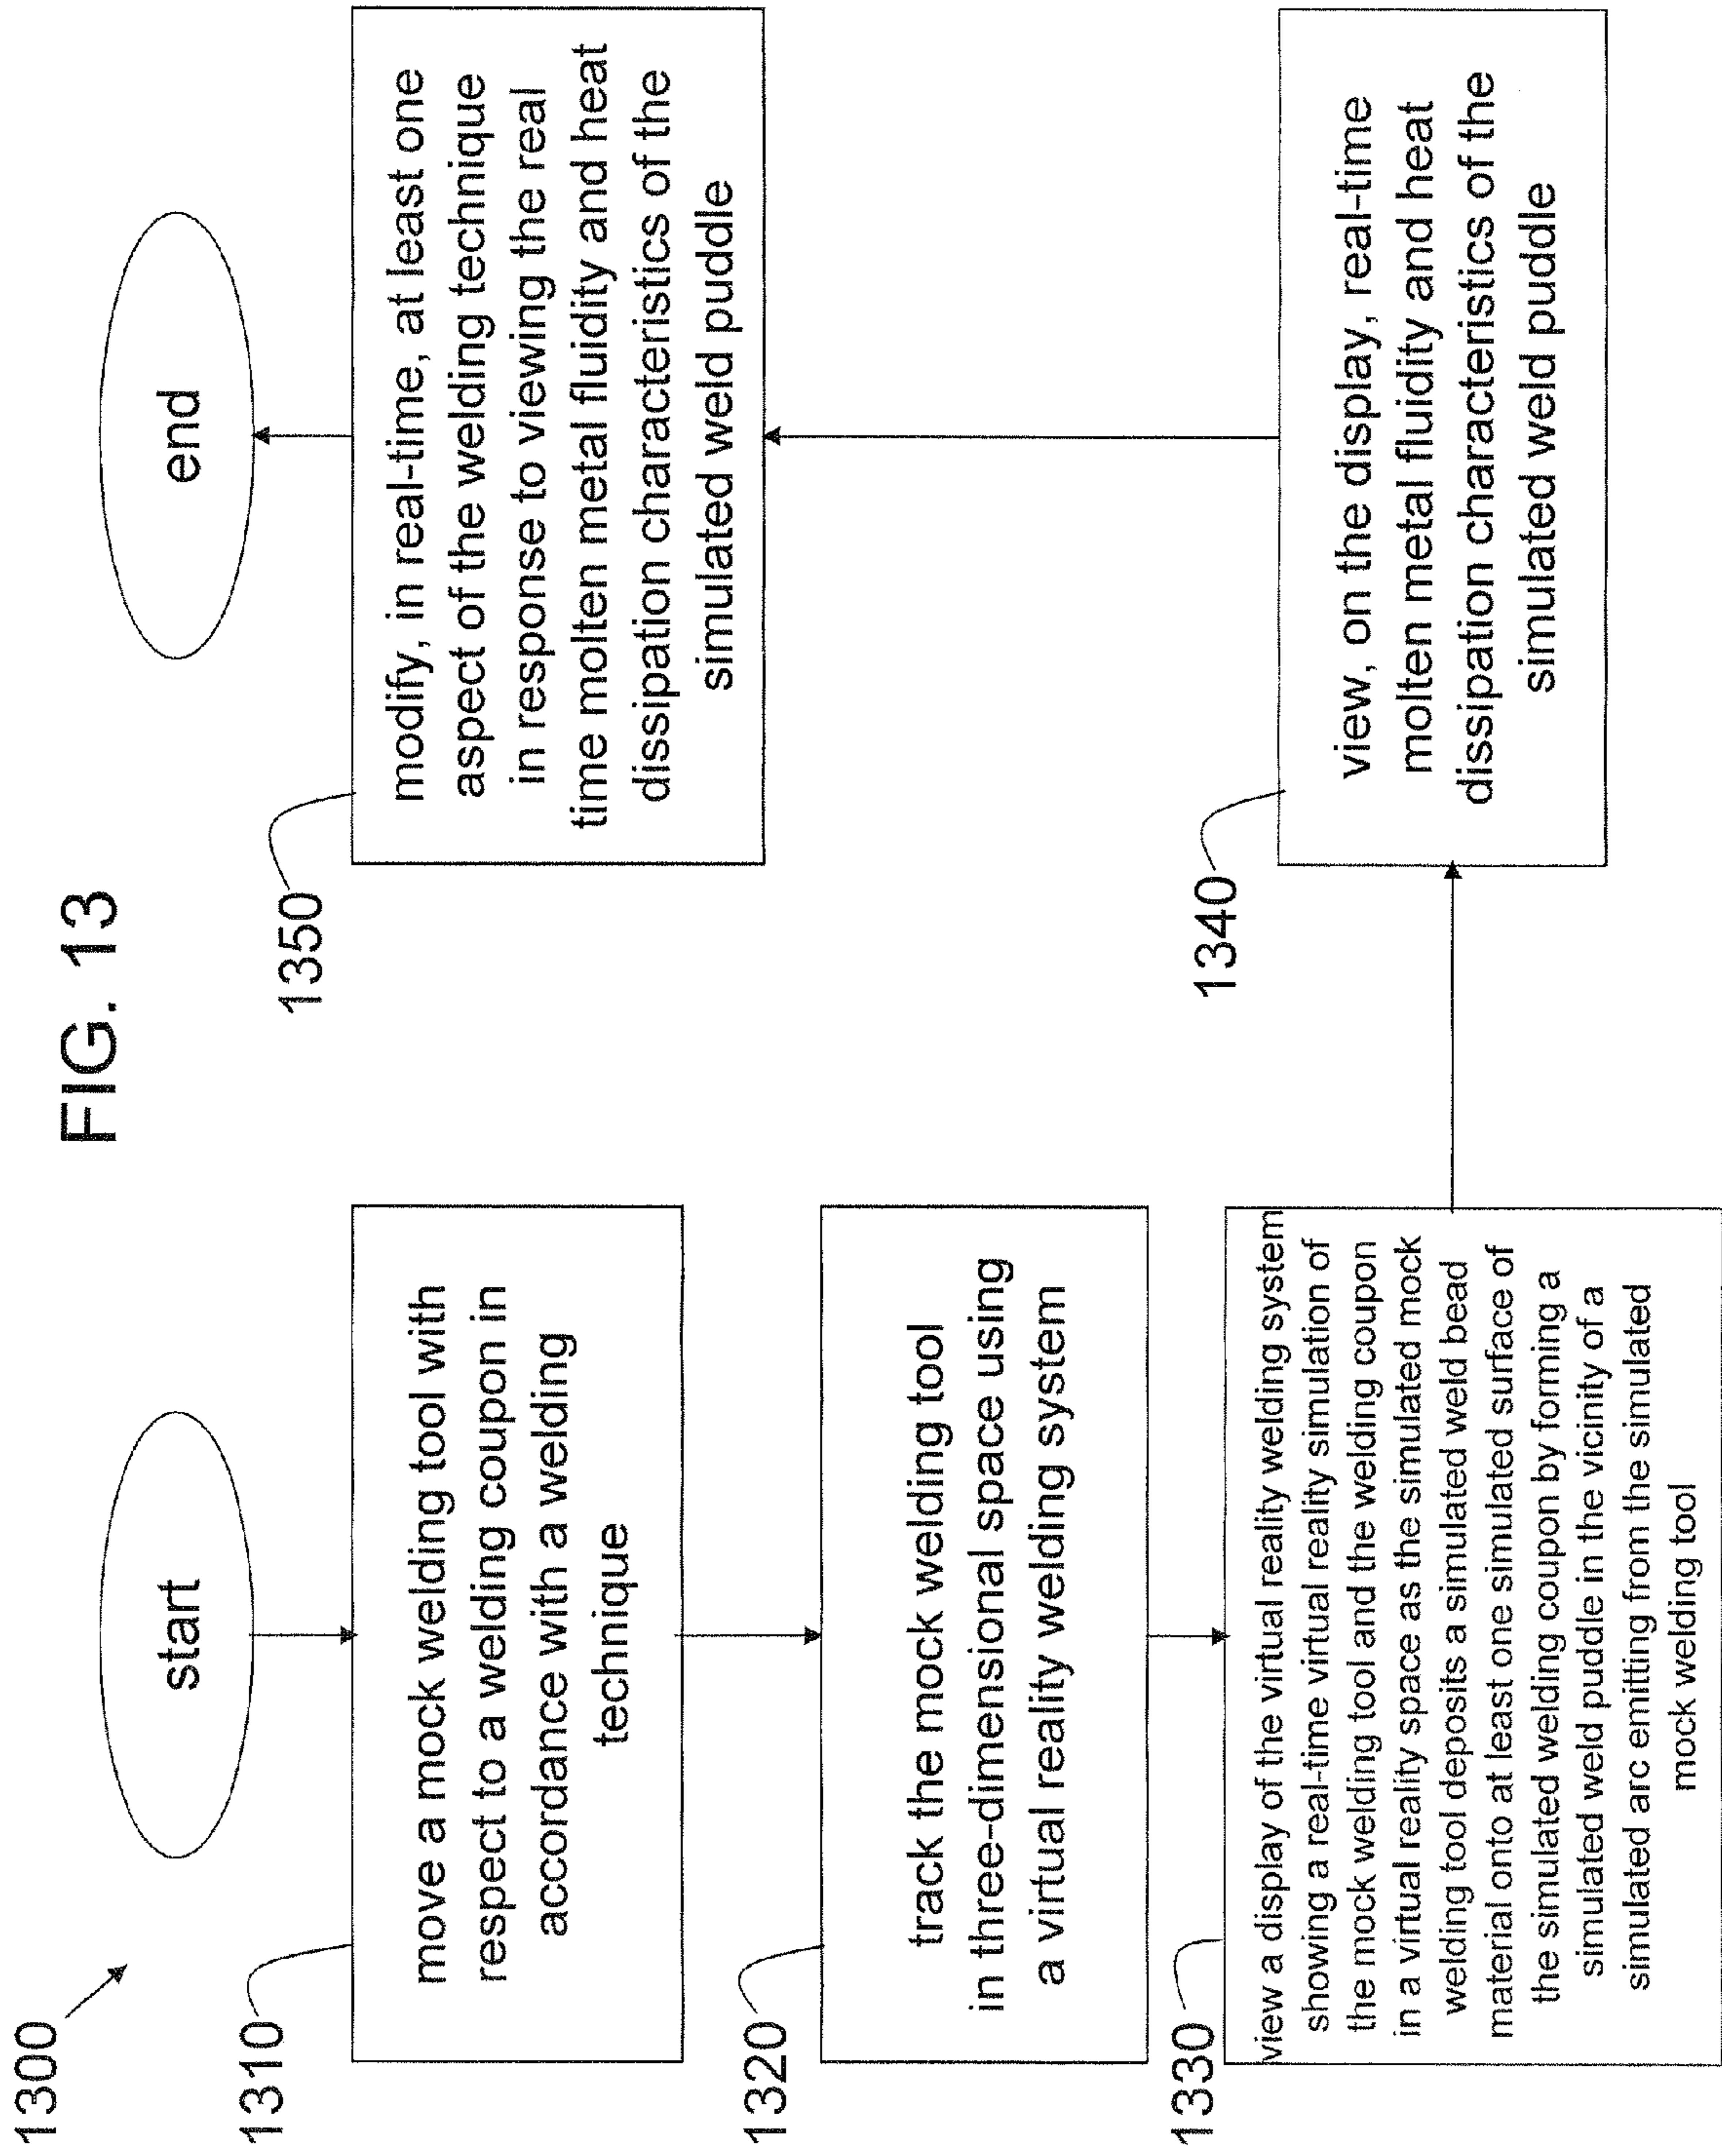 FIG. 13
1300
start
1310
move a mock welding tool with
respect to a welding coupon in
accordance with a welding
technique
1320
track the mock welding tool
in three-dimensional space using
a virtual reality welding system
1330
view a display of the virtual reality welding system
showing a real-time virtual reality simulation of
the mock welding tool and the welding coupon
in a virtual reality space as the simulated mock
welding tool deposits a simulated weld bead
material onto at least one simulated surface of
the simulated welding coupon by forming a
simulated weld puddle in the vicinity of a
simulated arc emitting from the simulated
mock welding tool
1340
view, on the display, real-time
molten metal fluidity and heat
dissipation characteristics of the
simulated weld puddle
1350
modify, in real-time, at least one
aspect of the welding technique
in response to viewing the real
time molten metal fluidity and heat
dissipation characteristics of the
simulated weld puddle
end